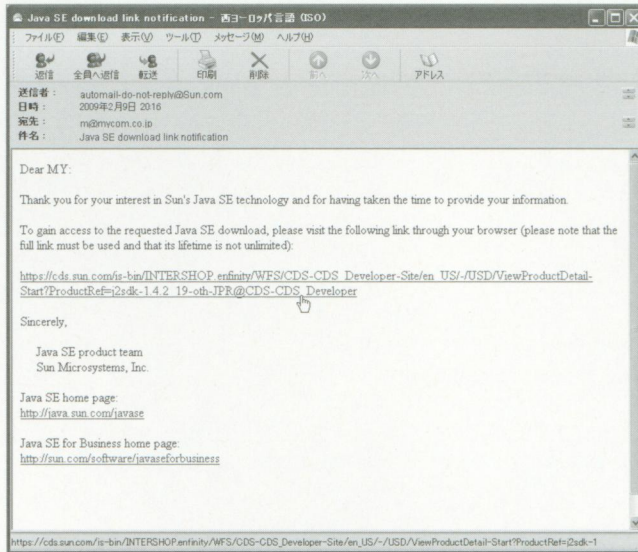 Java SE download link notification - 西ヨーロッパ言語 (ISO)
ファイル(F) 編集(E) 表示(V) ツール(T) メッセージ(M) ヘルプ(H)
返信 全員へ返信 転送 印刷 削除 前へ 次へ アドレス
送信者： automail-do-not-reply@Sun.com
日時： 2009年2月9日 2016
宛先： m@mycom.co.jp
件名： Java SE download link notification
Dear MY:
Thank you for your interest in Sun's Java SE technology and for having taken the time to provide your information.
To gain access to the requested Java SE download, please visit the following link through your browser (please note that the
full link must be used and that its lifetime is not unlimited):
https://cds.sun.com/is-bin/INTERSHOP.enfinity/WFS/CDS-CDS_Developer-Site/en_US/-/USD/ViewProductDetail-
Start?ProductRef=j2sdk-1.4.2_19-oth-JPR@CDS-CDS_Developer
Sincerely,
Java SE product team
Sun Microsystems, Inc.
Java SE home page:
http://java.sun.com/javase
Java SE for Business home page:
http://sun.com/software/javaseforbusiness
https://cds.sun.com/is-bin/INTERSHOP.enfinity/WFS/CDS-CDS_Developer-Site/en_US/-/USD/ViewProductDetail-Start?ProductRef=j2sdk-1